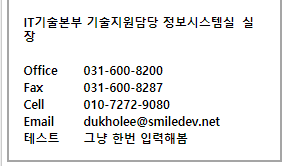 IT기술본부 기술지원담당 정보시스템실 실
장
Office 031-600-8200
Fax 031-600-8287
Cell 010-7272-9080
Email dukholee@smiledev.net
테스트 그냥 한번 입력해봄